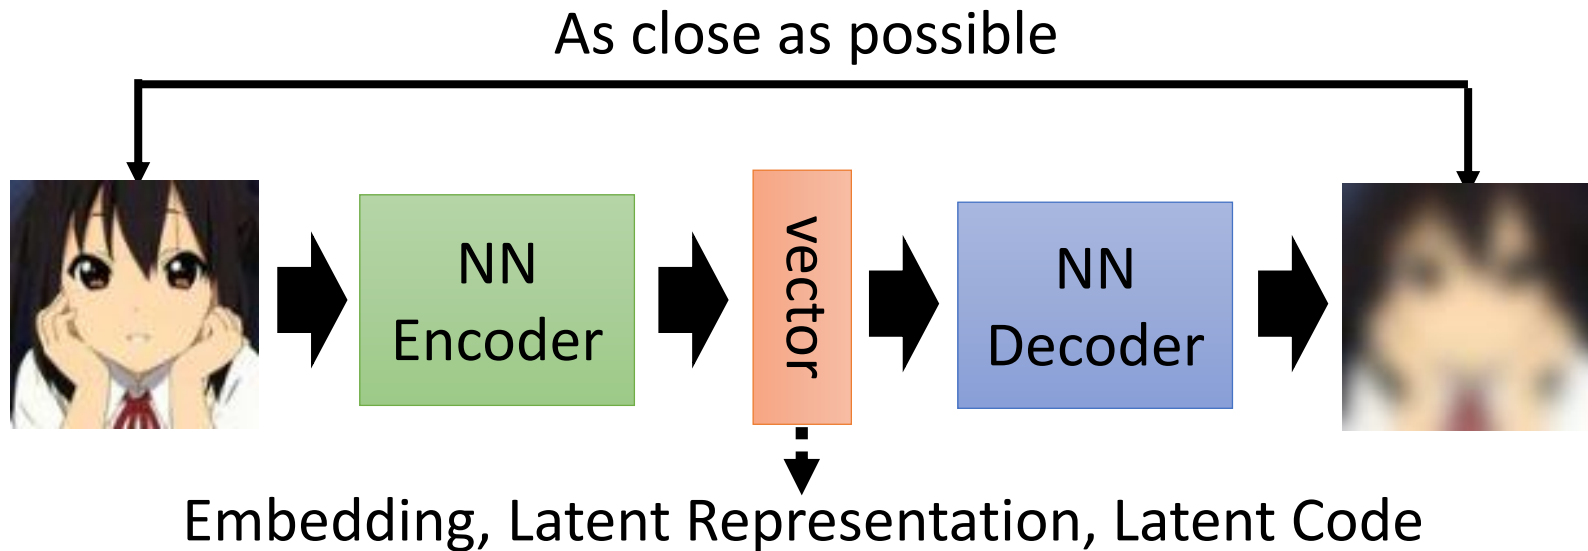 As close as possible
NN
Encoder
vector
NN
Decoder
Embedding, Latent Representation, Latent Code